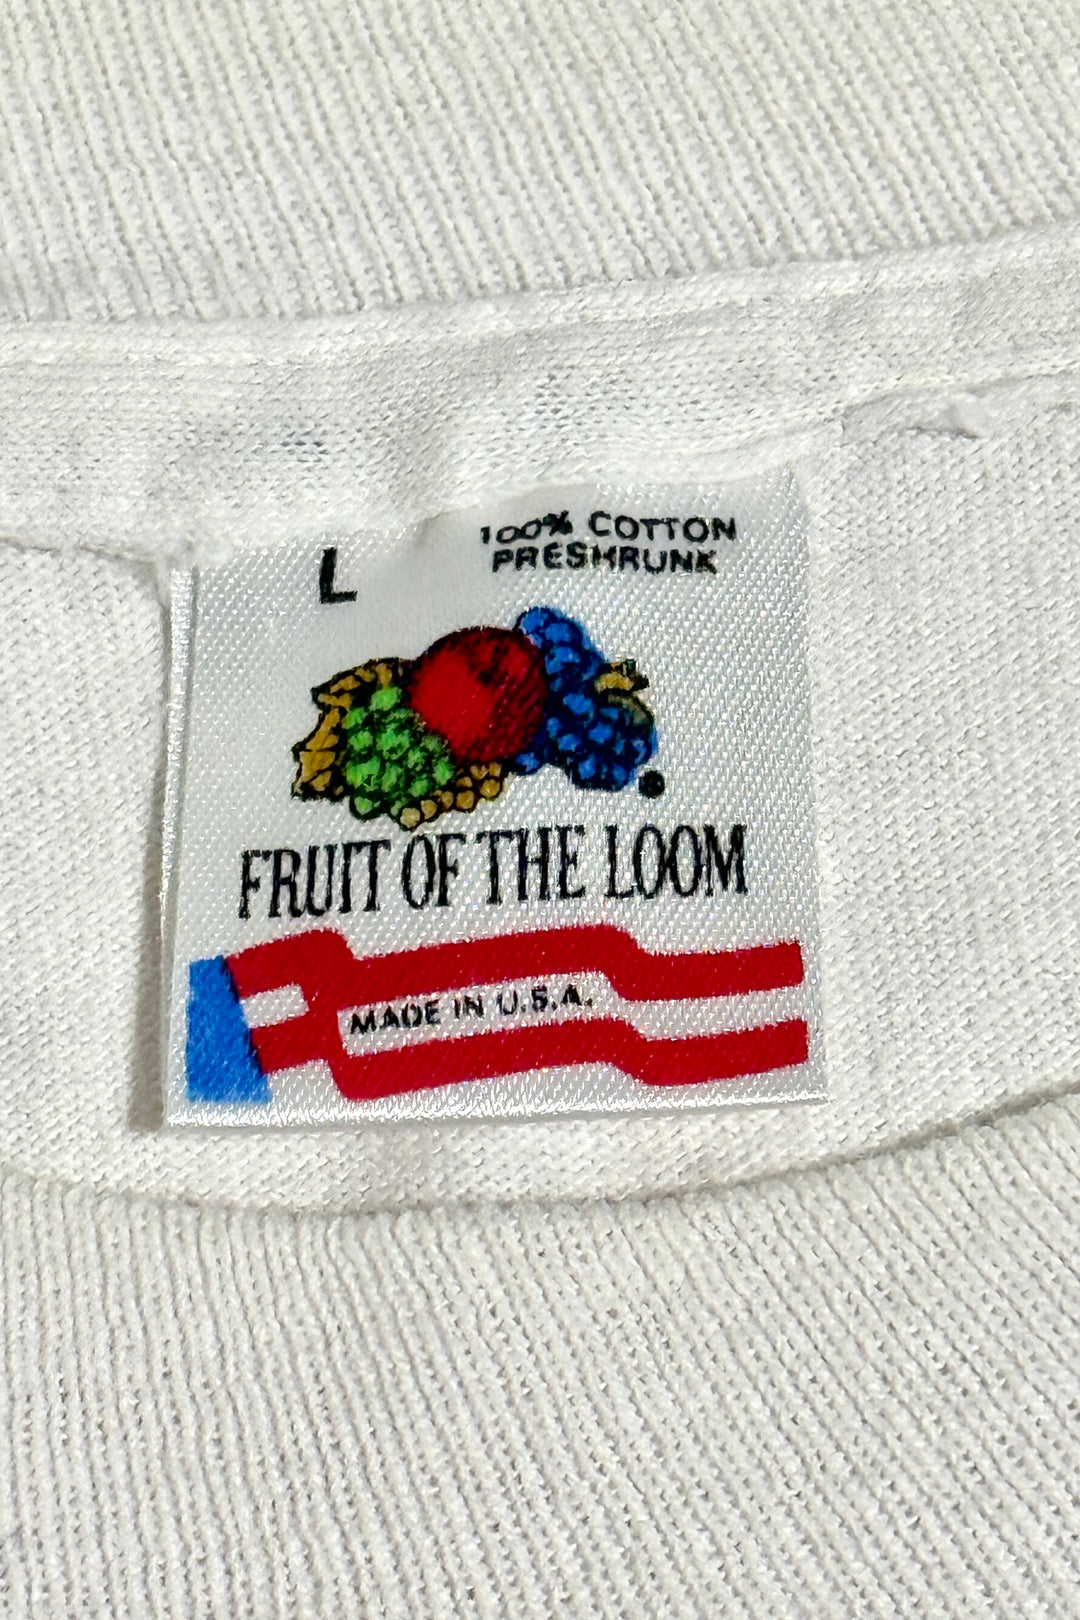 L
100% COTTON
PRESHRUNK
FRUIT OF THE LOOM
MADE IN U.S.A.